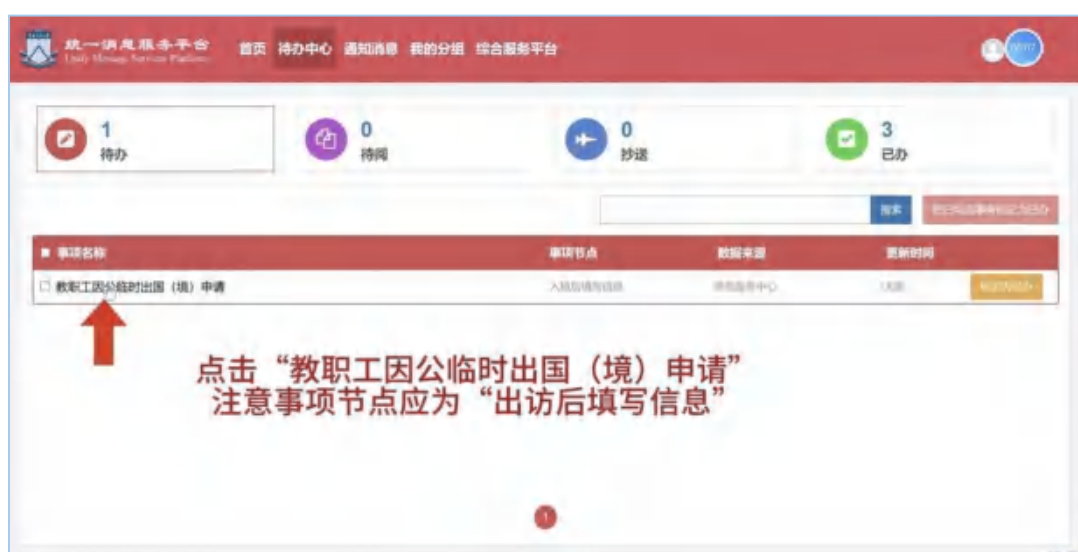 统一消息服务平台
首页 待办中心 通知消息 我的分组 综合服务平台
1
待办
0
待阅
0
抄送
3
已办
搜索
事项名称 事项节点 数据来源 更新时间
教职工因公临时出国（境）申请
点击“教职工因公临时出国（境）申请”
注意事项节点应为“出访后填写信息”
1